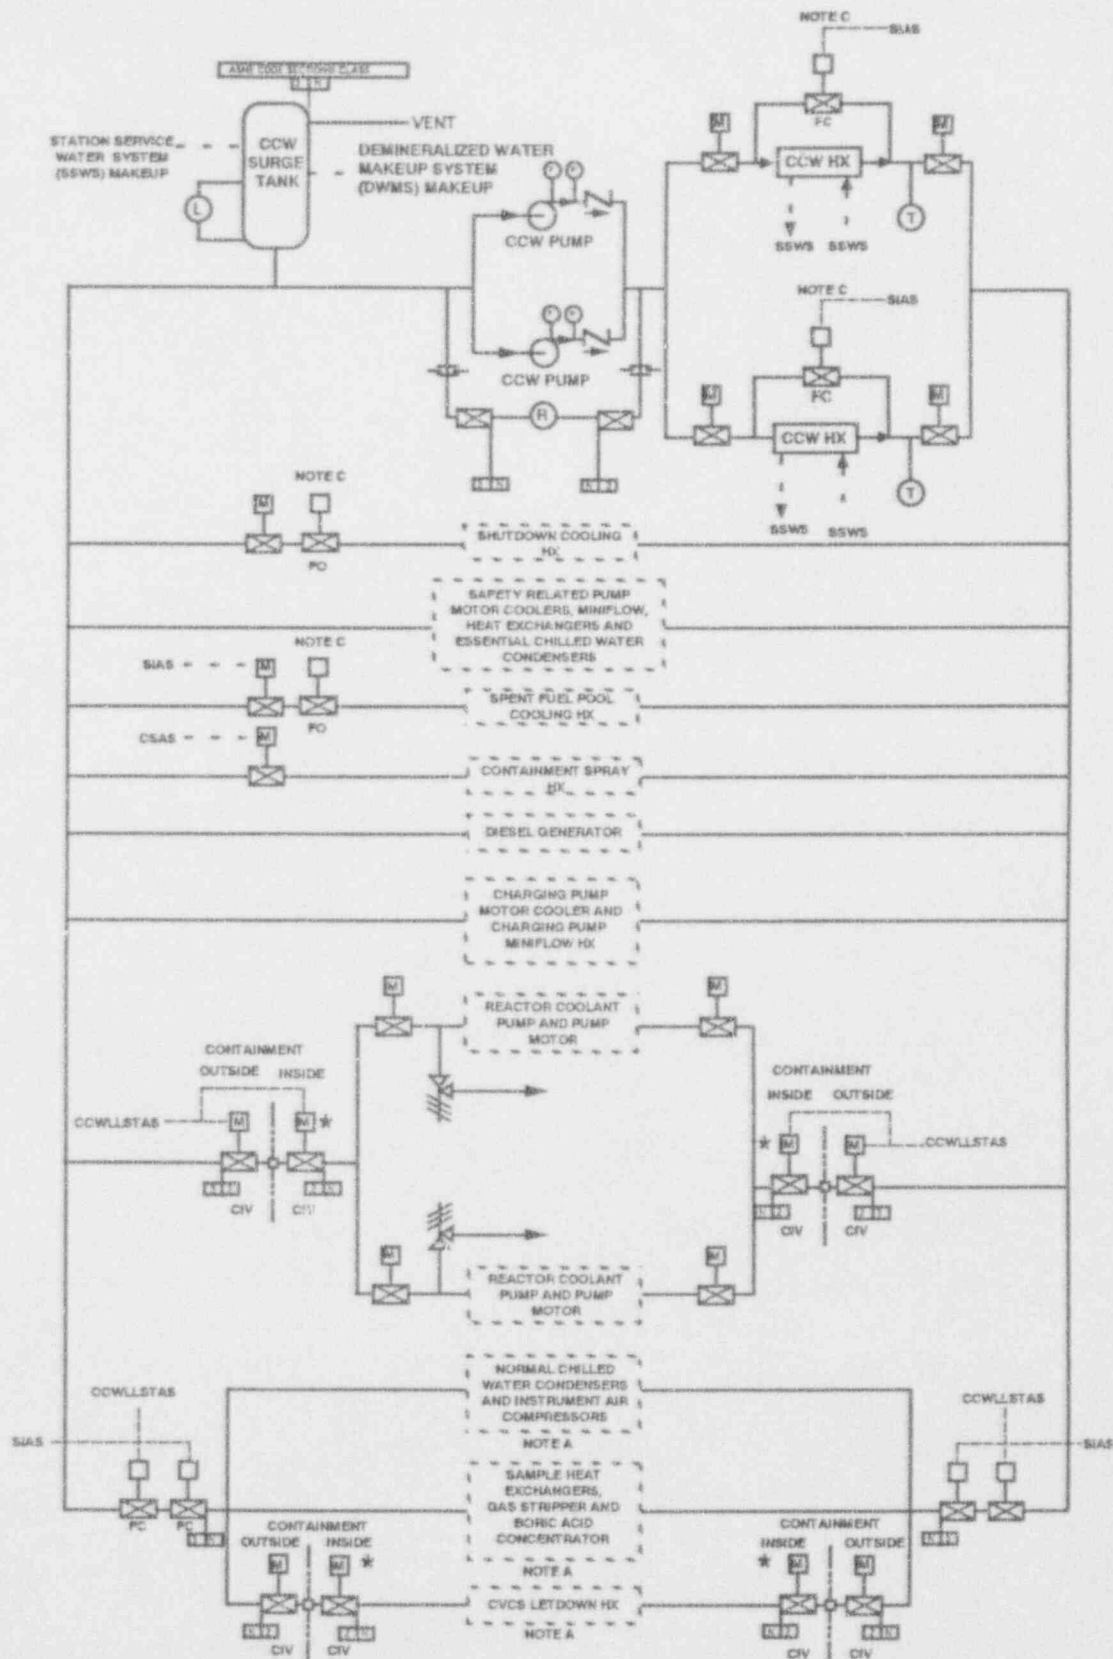 NOTE C
SIAS
ASME CODE SECTION III CLASS
FC
VENT
STATION SERVICE
WATER SYSTEM
(SSWS) MAKEUP
CCW
SURGE
TANK
DEMINERALIZED WATER
MAKEUP SYSTEM
(DWMS) MAKEUP
L
M
M
CCW HX
T
SSWS
SSWS
CCW PUMP
NOTE C
SIAS
CCW PUMP
FC
M
M
R
CCW HX
T
SSWS
SSWS
NOTE C
M
FO
SHUTDOWN COOLING
HX
SAFETY RELATED PUMP
MOTOR COOLERS, MINIFLOW,
HEAT EXCHANGERS AND
ESSENTIAL CHILLED WATER
CONDENSERS
NOTE C
SIAS
M
FO
SPENT FUEL POOL
COOLING HX
CSAS
M
CONTAINMENT SPRAY
HX
DIESEL GENERATOR
CHARGING PUMP
MOTOR COOLER AND
CHARGING PUMP
MINIFLOW HX
M
M
REACTOR COOLANT
PUMP AND PUMP
MOTOR
CONTAINMENT
OUTSIDE INSIDE
CCWLLSTAS
M
M *
CIV
CIV
CONTAINMENT
INSIDE OUTSIDE
* M
M
CCWLLSTAS
CIV
CIV
M
M
REACTOR COOLANT
PUMP AND PUMP
MOTOR
NORMAL CHILLED
WATER CONDENSERS
AND INSTRUMENT AIR
COMPRESSORS
NOTE A
CCWLLSTAS
SIAS
FC
FC
CCWLLSTAS
SIAS
SAMPLE HEAT
EXCHANGERS,
GAS STRIPPER AND
BORIC ACID
CONCENTRATOR
NOTE A
CONTAINMENT
OUTSIDE INSIDE
M
M *
CIV
CIV
CONTAINMENT
INSIDE OUTSIDE
* M
M
CIV
CIV
CVCS LETDOWN HX
NOTE A